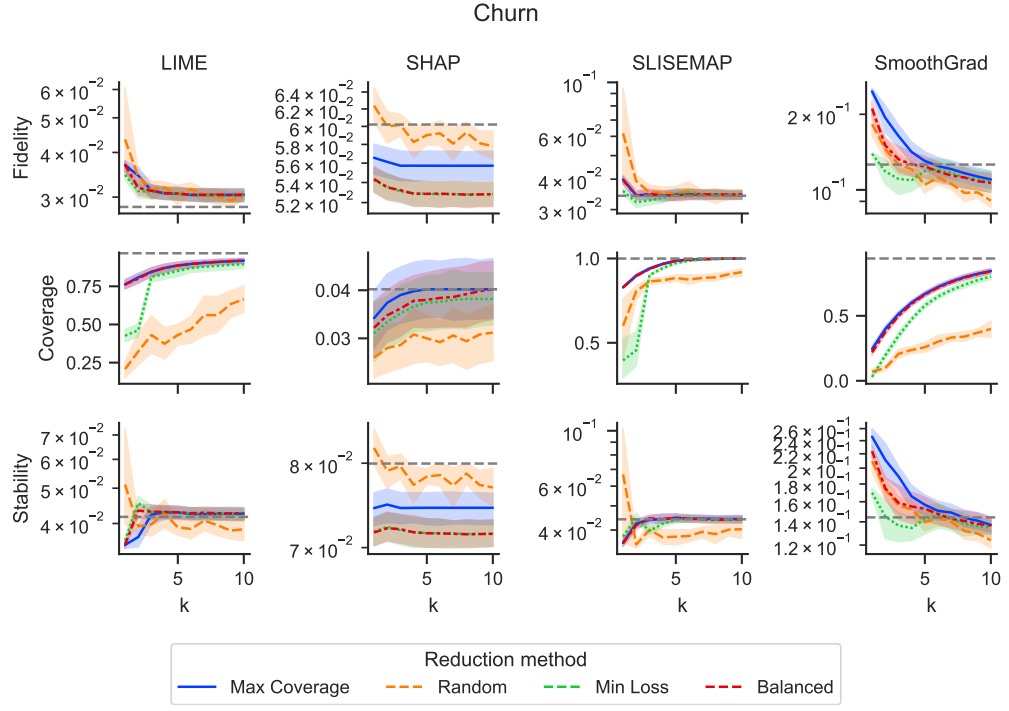 Churn
LIME
SHAP
SLISEMAP
SmoothGrad
Fidelity
6 × 10⁻²
4 × 10⁻²
3 × 10⁻²
6.4 × 10⁻²
6.2 × 10⁻²
6 × 10⁻²
5.8 × 10⁻²
5.6 × 10⁻²
5.4 × 10⁻²
5.2 × 10⁻²
10⁻¹
6 × 10⁻²
4 × 10⁻²
3 × 10⁻²
2 × 10⁻¹
10⁻¹
Coverage
0.75
0.50
0.25
0.04
0.03
1.0
0.5
0.5
0.0
Stability
7 × 10⁻²
6 × 10⁻²
5 × 10⁻²
4 × 10⁻²
8 × 10⁻²
7 × 10⁻²
10⁻¹
6 × 10⁻²
4 × 10⁻²
2.6 × 10⁻¹
2.4 × 10⁻¹
2.2 × 10⁻¹
2 × 10⁻¹
1.8 × 10⁻¹
1.6 × 10⁻¹
1.4 × 10⁻¹
1.2 × 10⁻¹
5 10
5 10
5 10
5 10
k
k
k
k
Reduction method
Max Coverage Random Min Loss Balanced